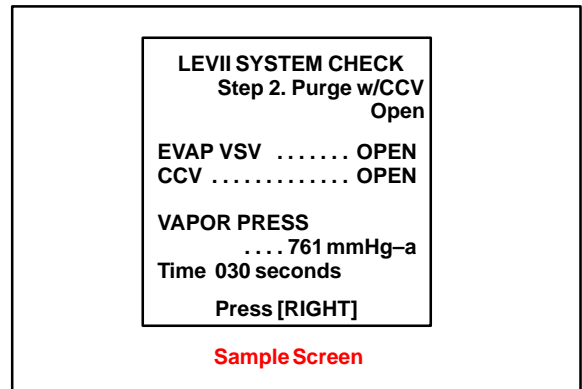 LEVII SYSTEM CHECK
Step 2. Purge w/CCV
Open
EVAP VSV ....... OPEN
CCV ............. OPEN
VAPOR PRESS
.... 761 mmHg–a
Time 030 seconds
Press [RIGHT]
Sample Screen